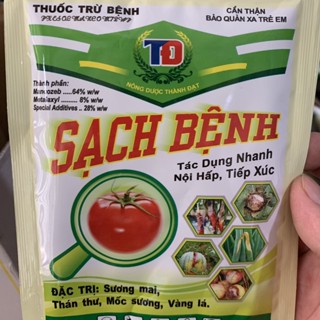 THUỐC TRỪ BỆNH
CẨN THẬN
BẢO QUẢN XA TRẺ EM
TĐ
NÔNG DƯỢC THÀNH ĐẠT
Thành phần:
Mancozeb .....64% w/w
Metalaxyl ......... 8% w/w
Special Additives .. 28% w/w
SẠCH BỆNH
Tác Dụng Nhanh
Nội Hấp, Tiếp Xúc
ĐẶC TRỊ: Sương mai,
Thán thư, Mốc sương, Vàng lá.